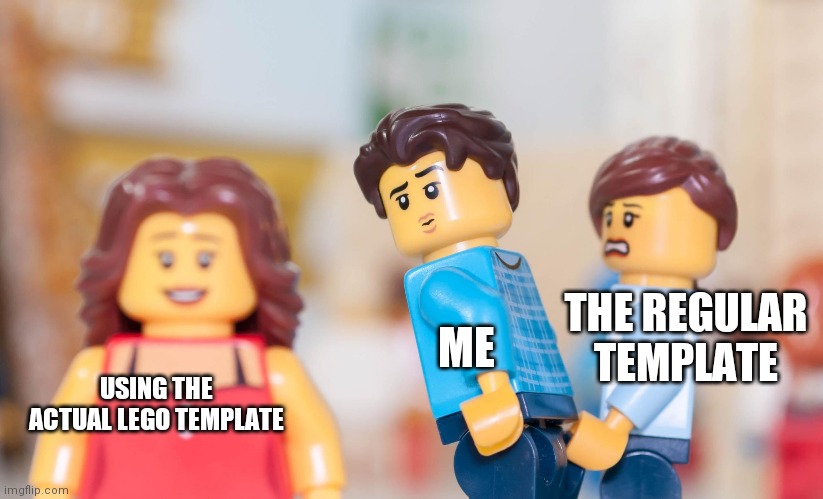 USING THE
ACTUAL LEGO TEMPLATE
ME
THE REGULAR
TEMPLATE
imgflip.com